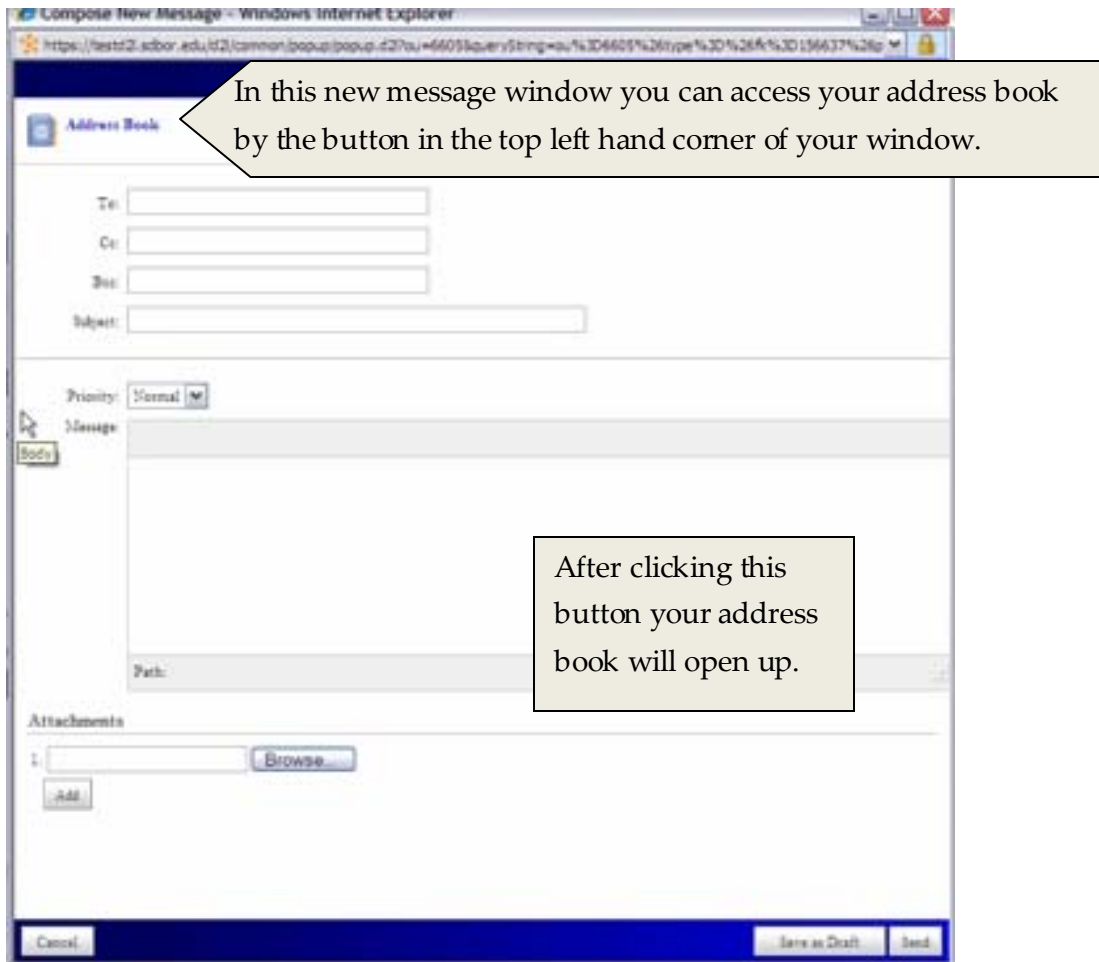 Compose New Message - Windows Internet Explorer
In this new message window you can access your address book
by the button in the top left hand corner of your window.
Address Book
To:
Cc:
Bcc:
Subject:
Priority: Normal
Message:
Body
After clicking this
button your address
book will open up.
Path:
Attachments
1. Browse...
Add
Cancel Save as Draft Send